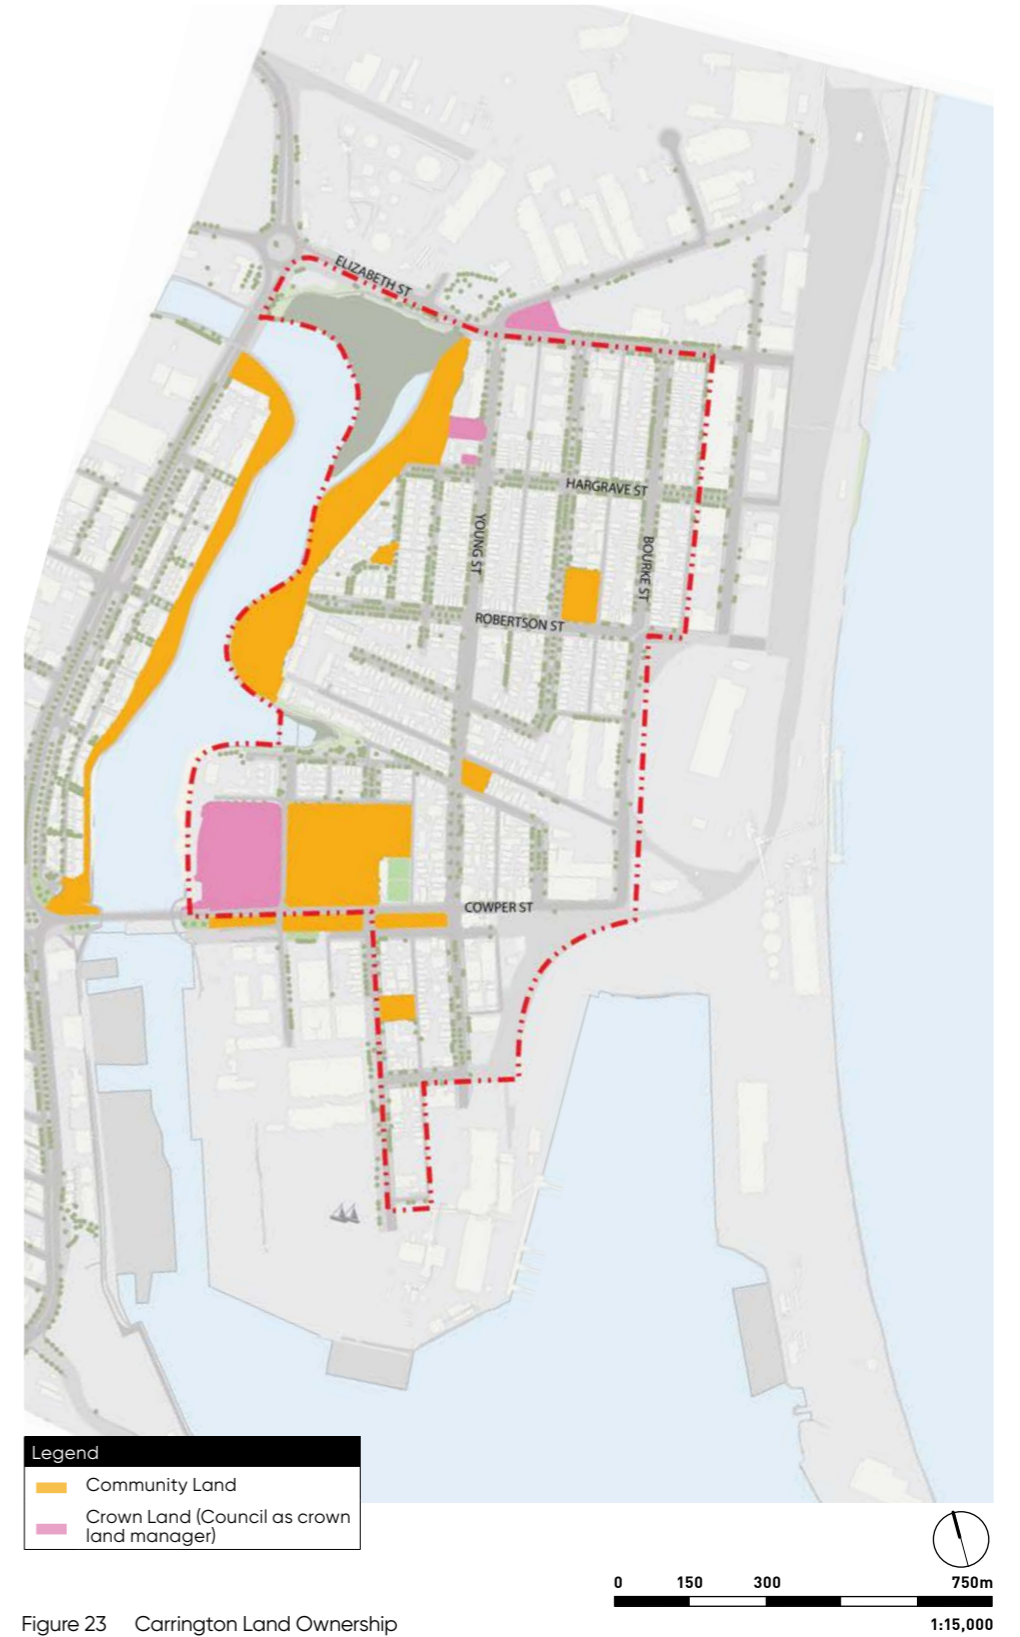 ELIZABETH ST
HARGRAVE ST
YOUNG ST
BOURKE ST
ROBERTSON ST
COWPER ST
Legend
Community Land
Crown Land (Council as crown
land manager)
0 150 300 750m
1:15,000
Figure 23 Carrington Land Ownership